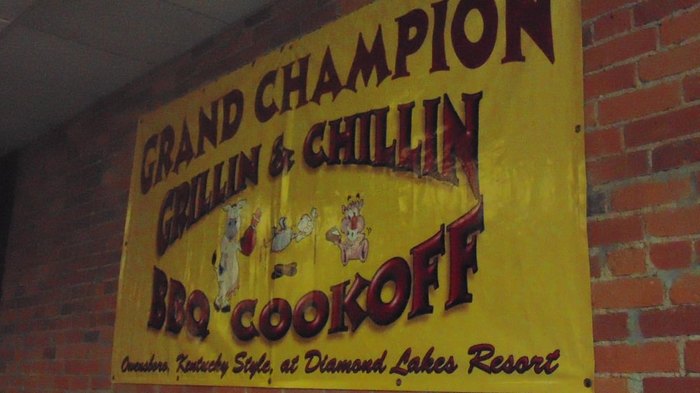 GRAND CHAMPION
GRILLIN & CHILLIN
BBQ COOKOFF
Owensboro, Kentucky Style, at Diamond Lakes Resort